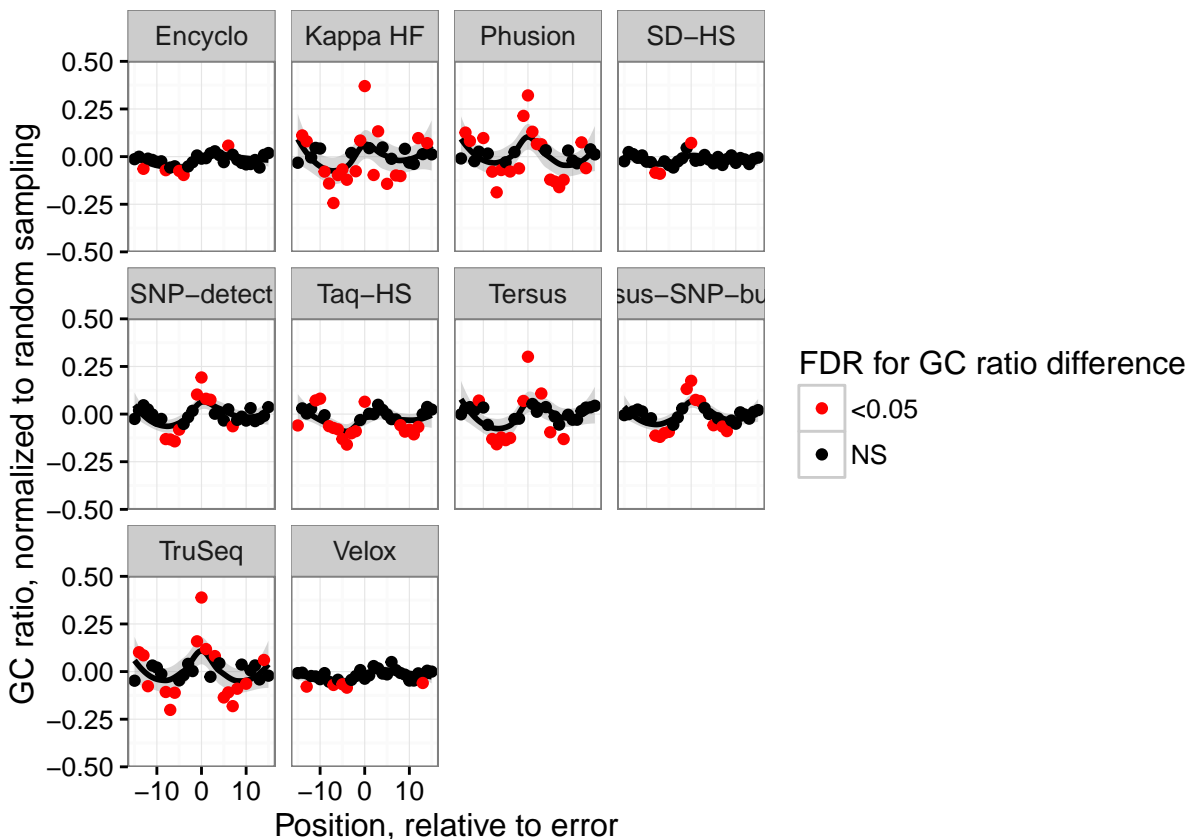 Encyclo Kappa HF Phusion SD−HS
0.50
0.25
0.00
−0.25
−0.50
SNP−detect Taq−HS Tersus sus−SNP−bu
0.50
0.25
0.00
−0.25
−0.50
TruSeq Velox
0.50
0.25
0.00
−0.25
−0.50
−10 0 10 −10 0 10
Position, relative to error
GC ratio, normalized to random sampling
FDR for GC ratio difference
<0.05
NS